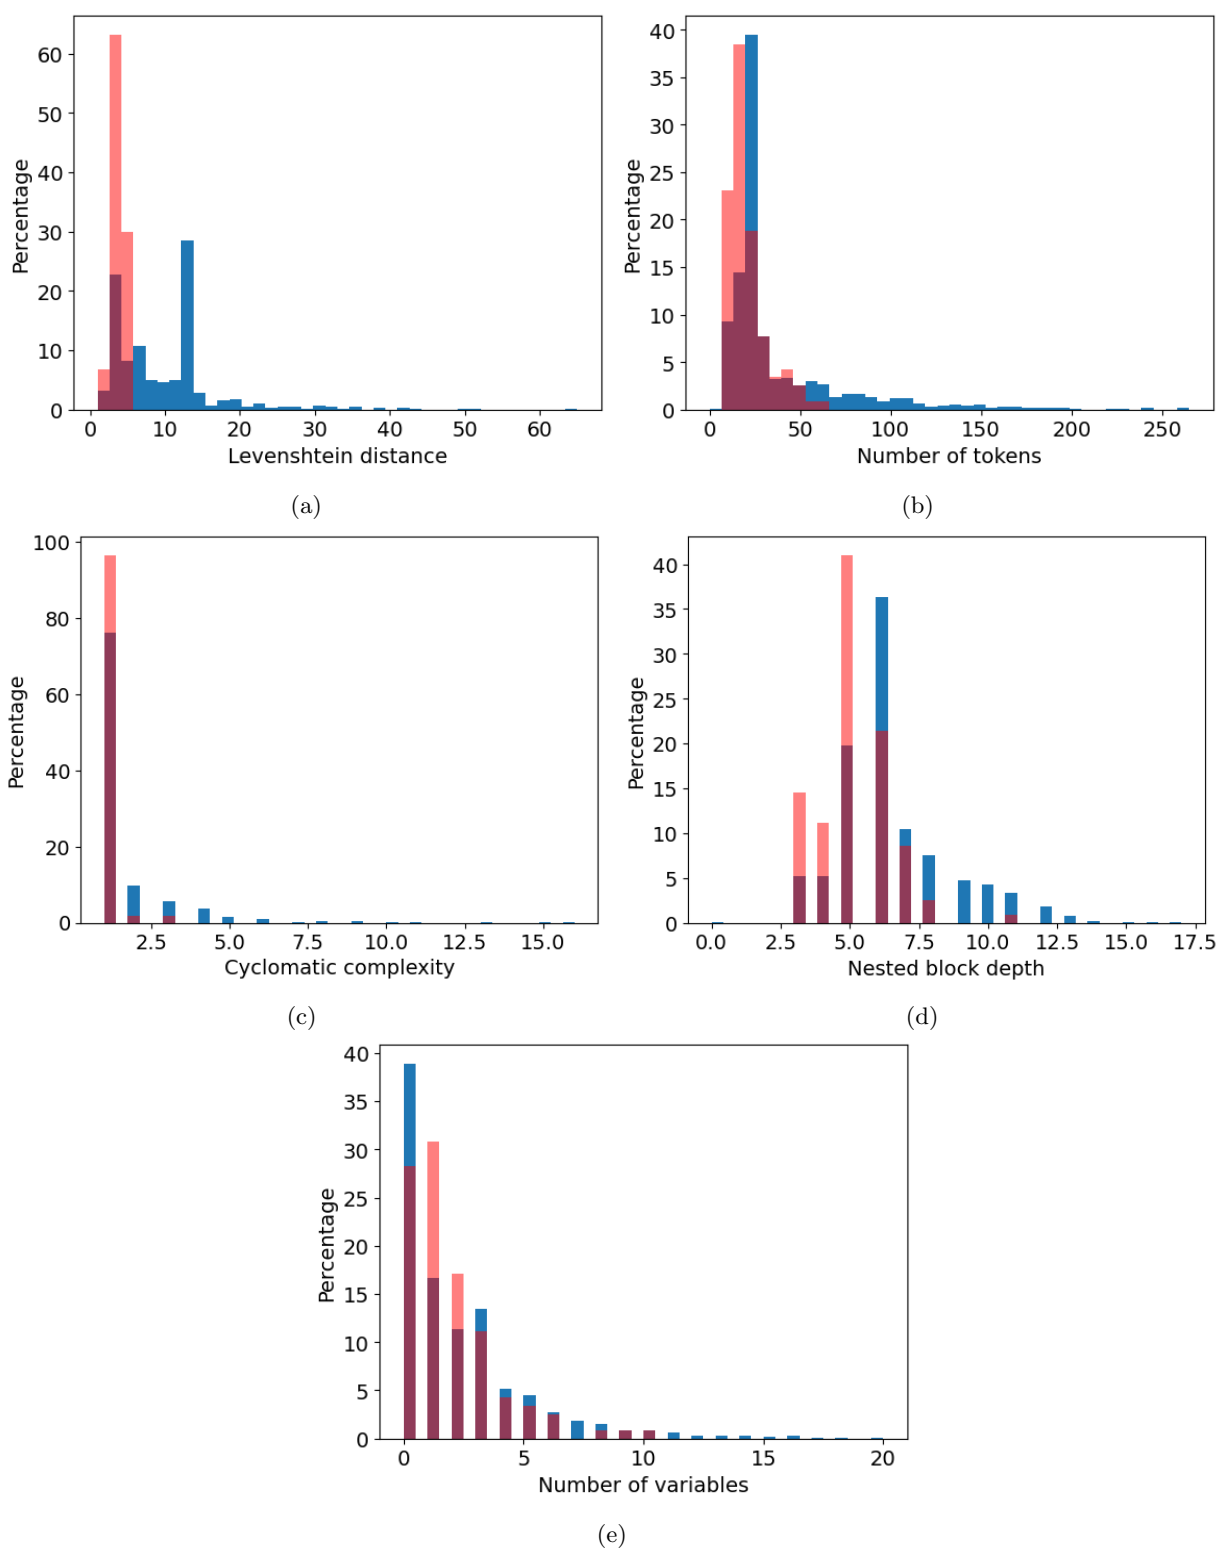 60
50
40
30
20
10
0
Percentage
0 10 20 30 40 50 60
Levenshtein distance
(a)
40
35
30
25
20
15
10
5
0
Percentage
0 50 100 150 200 250
Number of tokens
(b)
100
80
60
40
20
0
Percentage
2.5 5.0 7.5 10.0 12.5 15.0
Cyclomatic complexity
(c)
40
35
30
25
20
15
10
5
0
Percentage
0.0 2.5 5.0 7.5 10.0 12.5 15.0 17.5
Nested block depth
(d)
40
35
30
25
20
15
10
5
0
Percentage
0 5 10 15 20
Number of variables
(e)